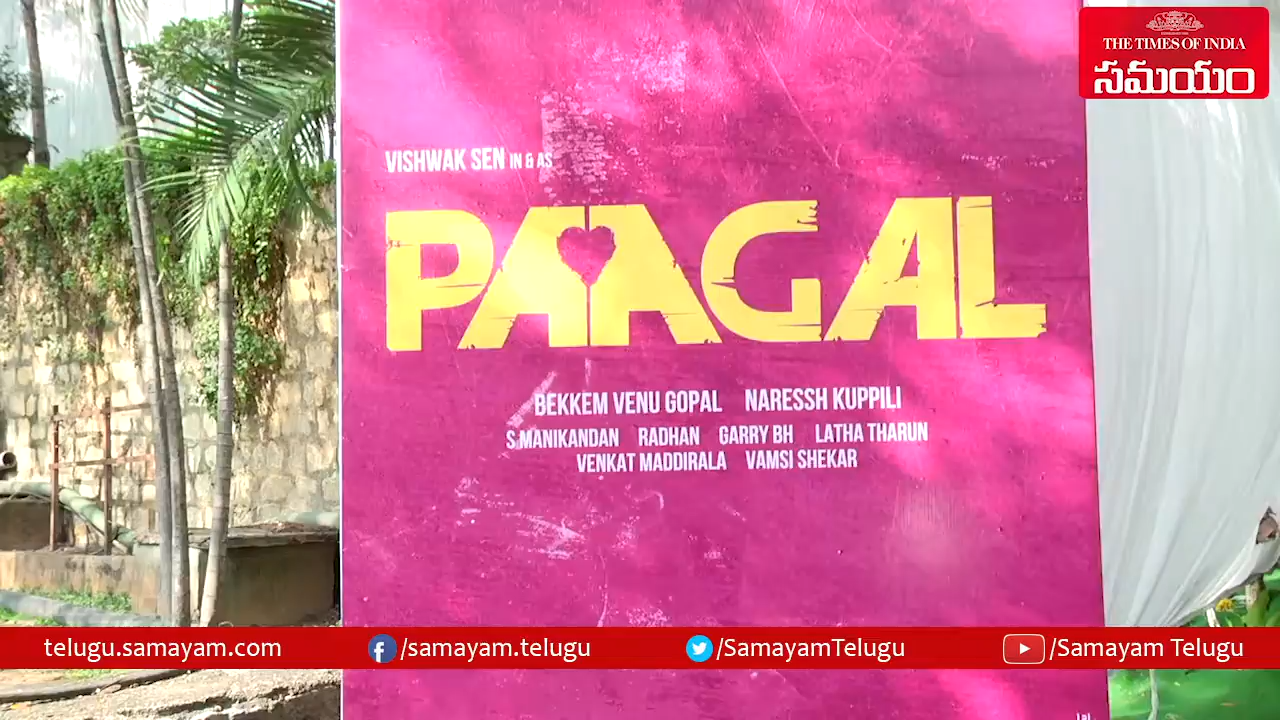 THE TIMES OF INDIA
సమయం
VISHWAK SEN IN & AS
PAAGAL
BEKKEM VENU GOPAL NARESSH KUPPILI
S.MANIKANDAN RADHAN GARRY BH LATHA THARUN
VENKAT MADDIRALA VAMSI SHEKAR
telugu.samayam.com /samayam.telugu /SamayamTelugu /Samayam Telugu